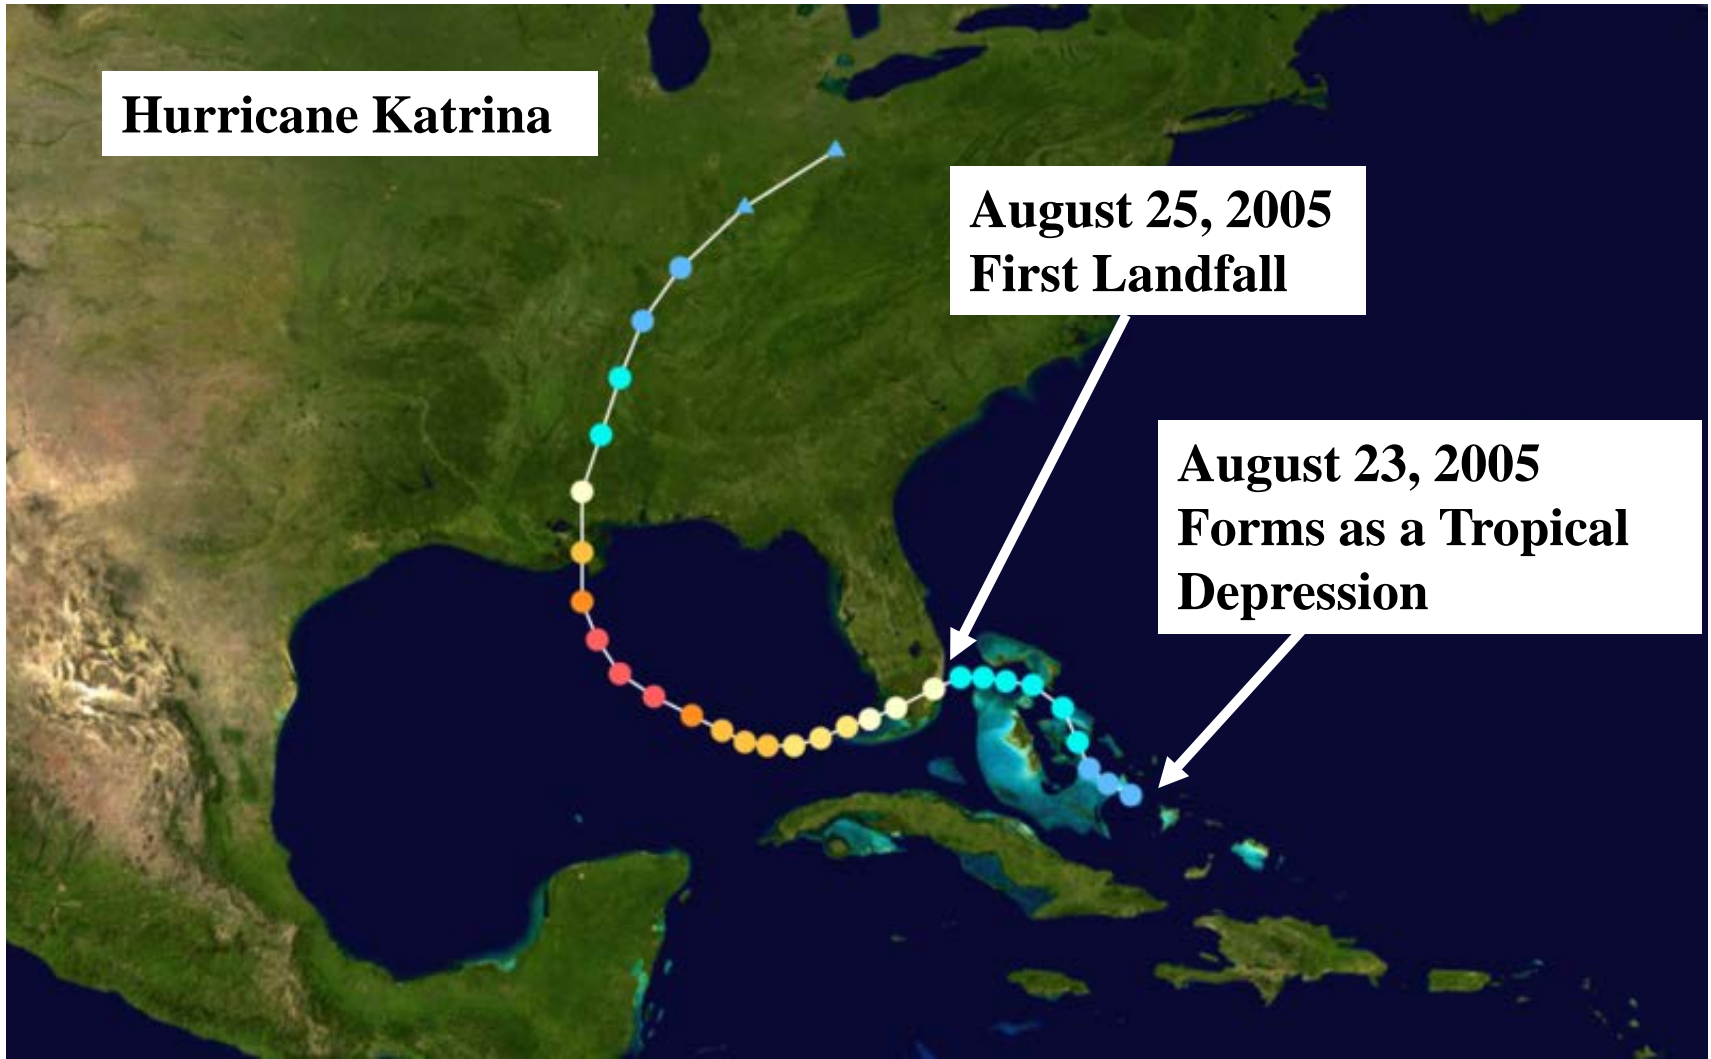 Hurricane Katrina
August 25, 2005
First Landfall
August 23, 2005
Forms as a Tropical
Depression